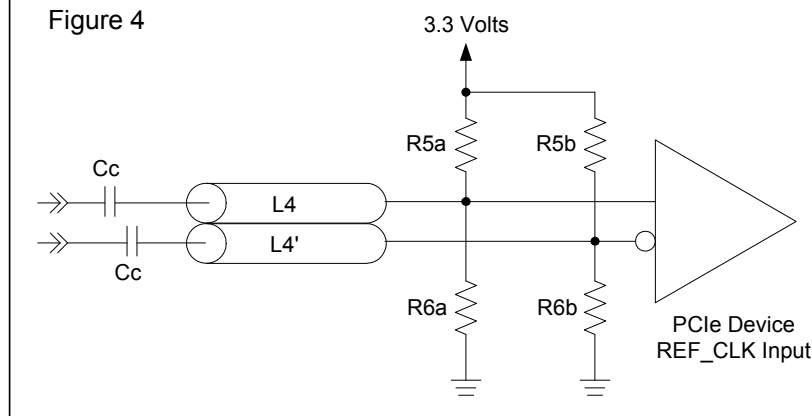 Figure 4
3.3 Volts
R5a
R5b
Cc
L4
L4'
Cc
R6a
R6b
PCIe Device
REF_CLK Input